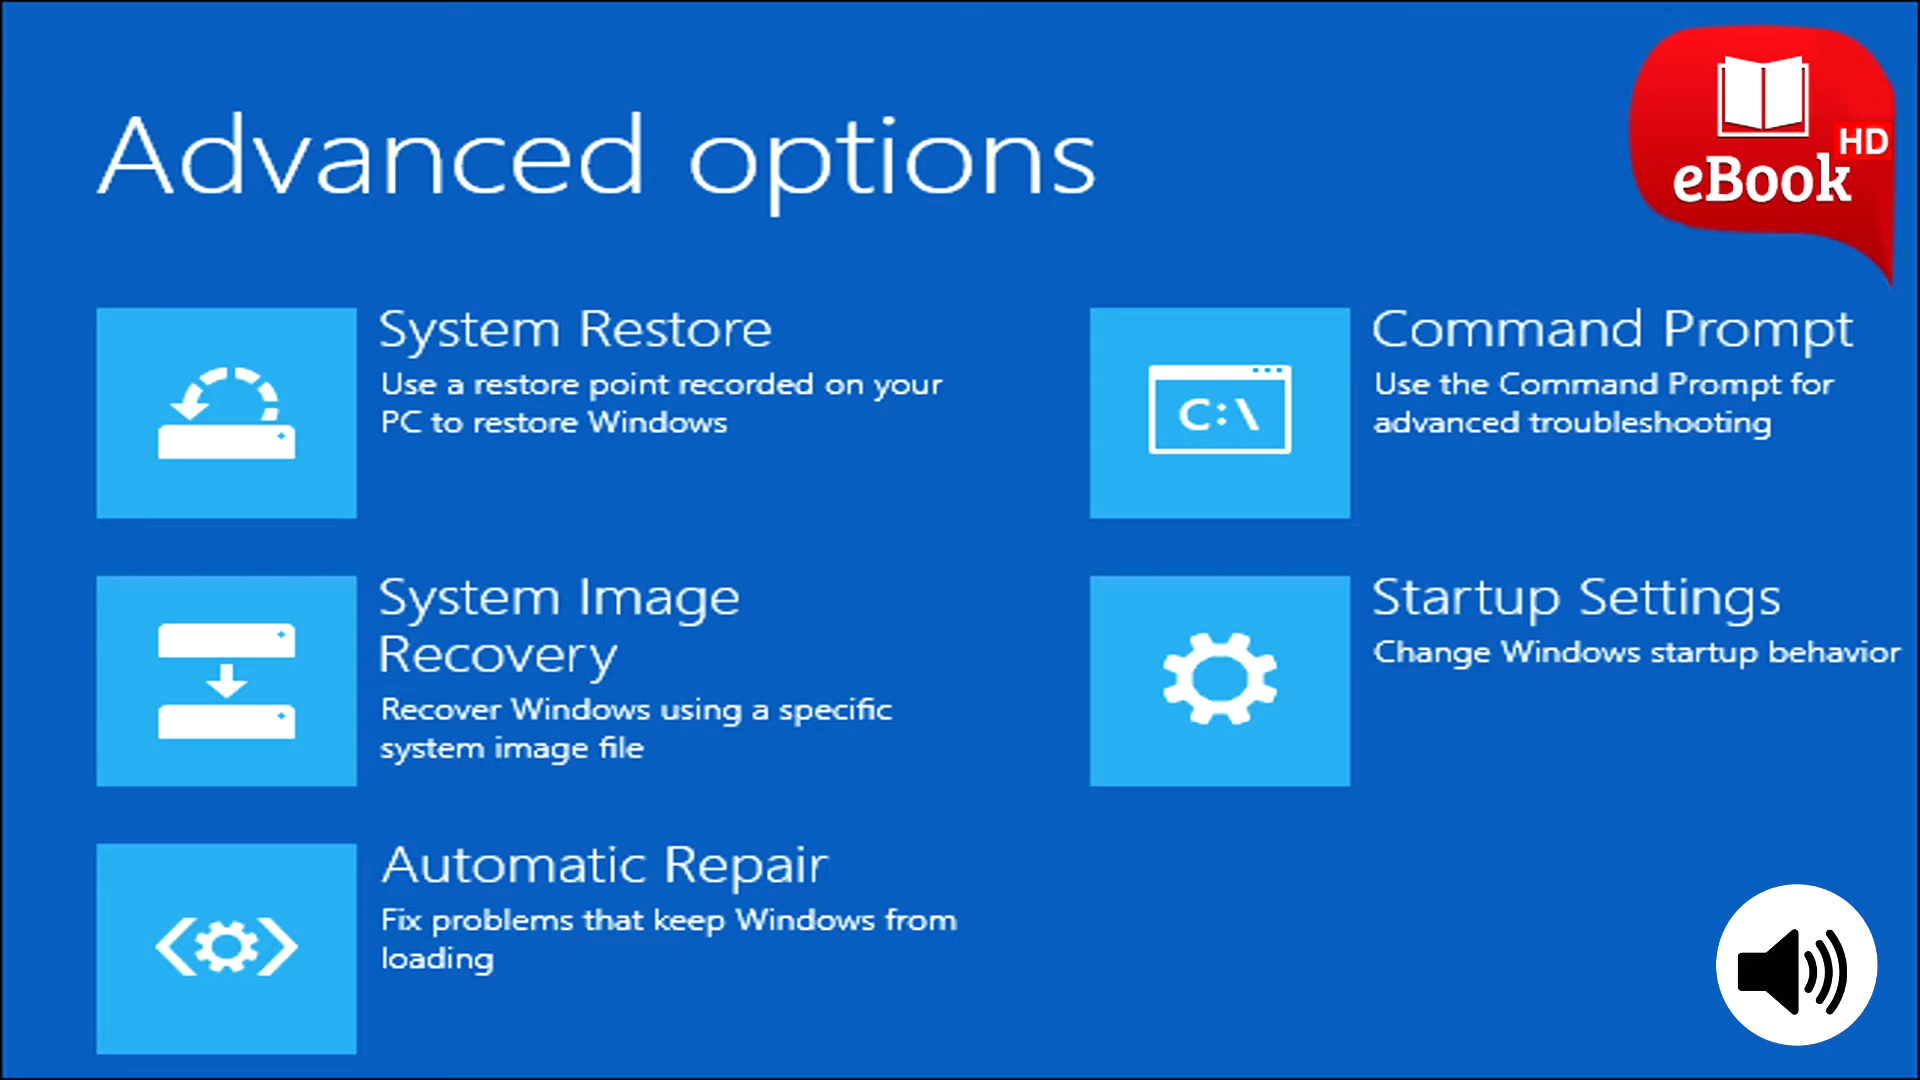 Advanced options
eBook HD
System Restore
Use a restore point recorded on your
PC to restore Windows
Command Prompt
Use the Command Prompt for
advanced troubleshooting
C:\
System Image
Recovery
Recover Windows using a specific
system image file
Startup Settings
Change Windows startup behavior
Automatic Repair
Fix problems that keep Windows from
loading